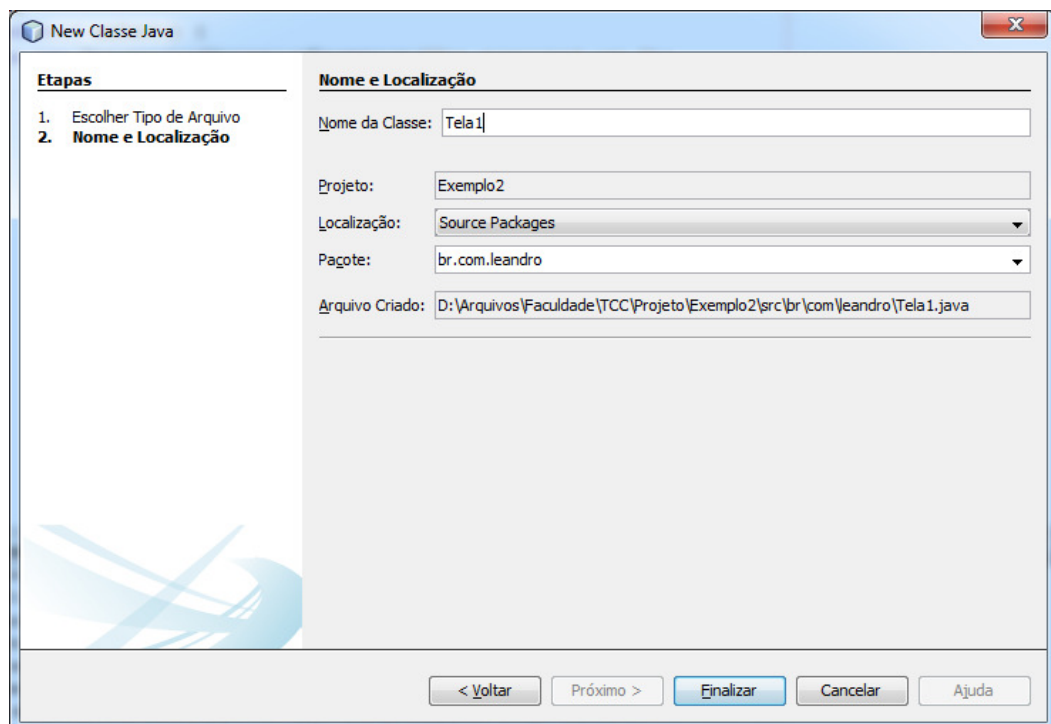 New Classe Java
Etapas
1. Escolher Tipo de Arquivo
2. Nome e Localização
Nome e Localização
Nome da Classe: Tela1
Projeto: Exemplo2
Localização: Source Packages
Pacote: br.com.leandro
Arquivo Criado: D:\Arquivos\Faculdade\TCC\Projeto\Exemplo2\src\br\com\leandro\Tela1.java
< Voltar Próximo > Finalizar Cancelar Ajuda